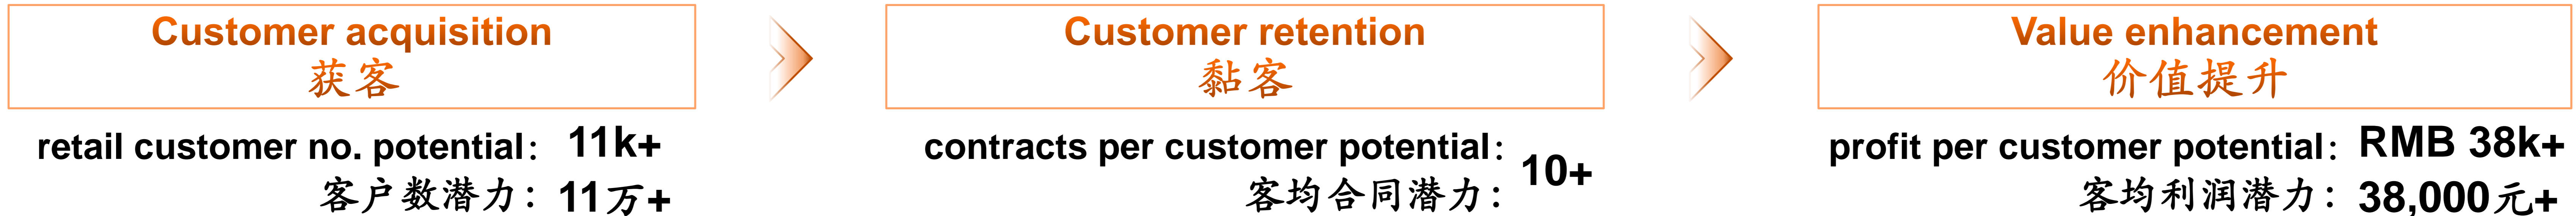 Customer acquisition
获客
retail customer no. potential： 11k+
客户数潜力：11万+
Customer retention
黏客
contracts per customer potential：
客均合同潜力：
10+
Value enhancement
价值提升
profit per customer potential：RMB 38k+
客均利润潜力：38,000元+